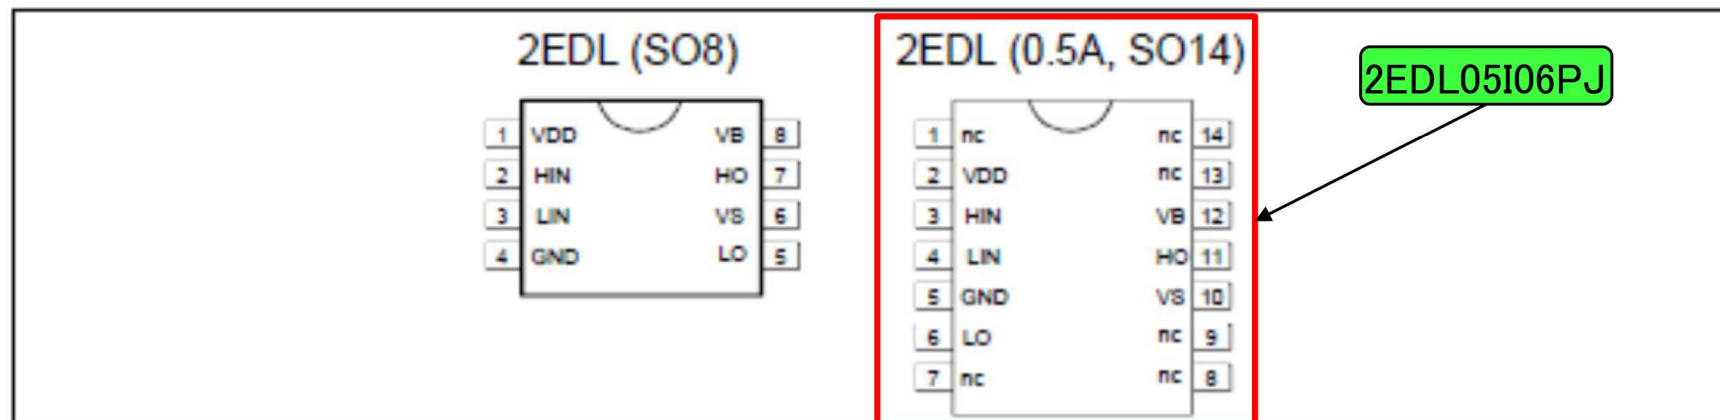 2EDL (SO8)
1 VDD VB 8
2 HIN HO 7
3 LIN VS 6
4 GND LO 5
2EDL (0.5A, SO14)
1 nc nc 14
2 VDD nc 13
3 HIN VB 12
4 LIN HO 11
5 GND VS 10
6 LO nc 9
7 nc nc 8
2EDL05I06PJ